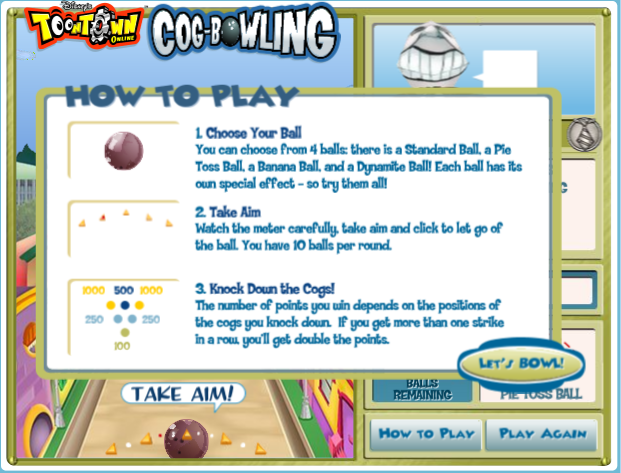 Disney's
TOONTOWN
ONLINE
COG-BOWLING
HOW TO PLAY
1. Choose Your Ball
You can choose from 4 balls: there is a Standard Ball, a Pie
Toss Ball, a Banana Ball, and a Dynamite Ball! Each ball has its
own special effect - so try them all!
2. Take Aim
Watch the meter carefully, take aim and click to let go of
the ball. You have 10 balls per round.
1000 500 1000
250 250
100
3. Knock Down the Cogs!
The number of points you win depends on the positions of
the cogs you knock down. If you get more than one strike
in a row, you'll get double the points.
LET'S BOWL!
TAKE AIM!
BALLS
REMAINING
PIE TOSS BALL
HOW TO PLAY
PLAY AGAIN